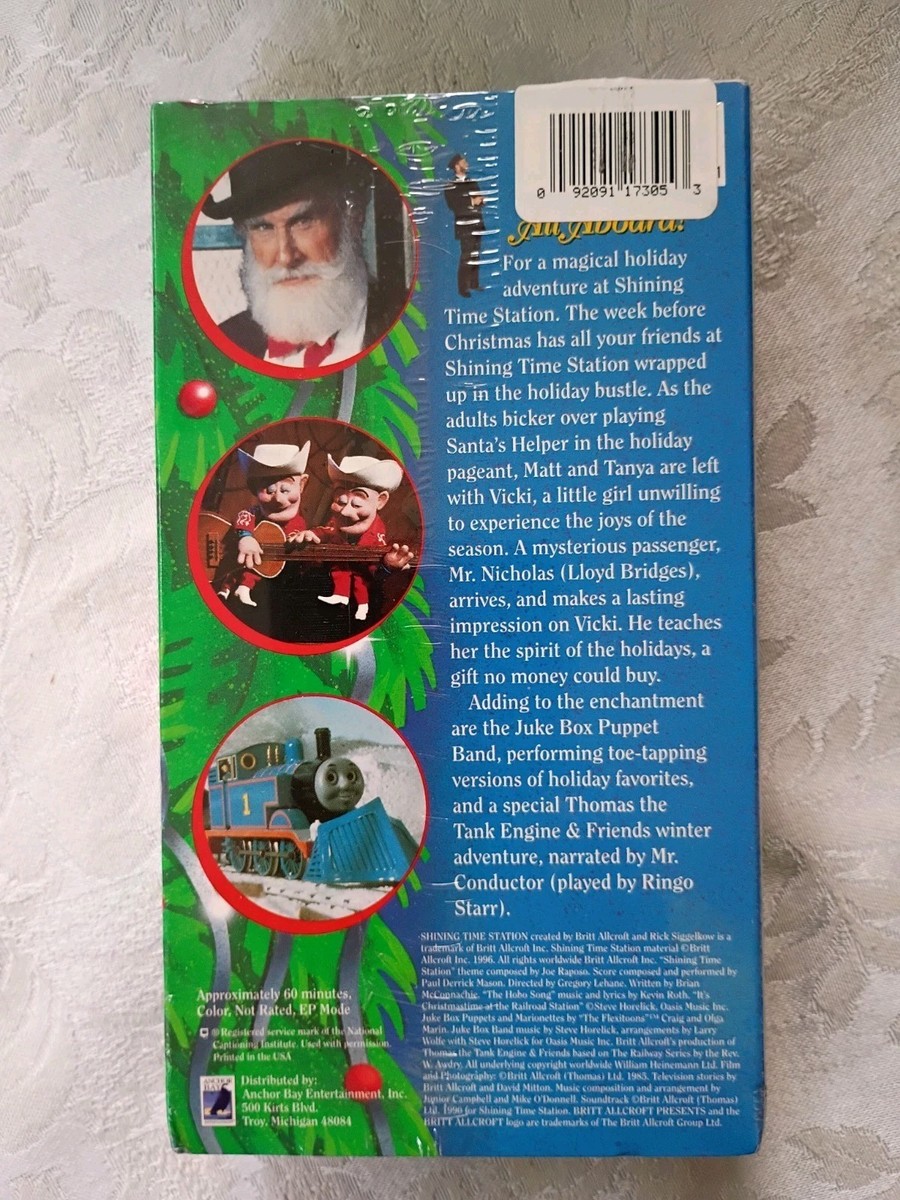 0 92091 17305 3
All Aboard!
For a magical holiday
adventure at Shining
Time Station. The week before
Christmas has all your friends at
Shining Time Station wrapped
up in the holiday bustle. As the
adults bicker over playing
Santa's Helper in the holiday
pageant, Matt and Tanya are left
with Vicki, a little girl unwilling
to experience the joys of the
season. A mysterious passenger,
Mr. Nicholas (Lloyd Bridges),
arrives, and makes a lasting
impression on Vicki. He teaches
her the spirit of the holidays, a
gift no money could buy.
Adding to the enchantment
are the Juke Box Puppet
Band, performing toe-tapping
versions of holiday favorites,
and a special Thomas the
Tank Engine & Friends winter
adventure, narrated by Mr.
Conductor (played by Ringo
Starr).
1
SHINING TIME STATION created by Britt Allcroft and Rick Siggelkow is a
trademark of Britt Allcroft Inc. Shining Time Station material ©Britt
Allcroft Inc. 1996. All rights worldwide Britt Allcroft Inc. "Shining Time
Station" theme composed by Joe Raposo. Score composed and performed by
Paul Derrick Mason. Directed by Gregory Lehane. Written by Brian
McConnachie. "The Hobo Song" music and lyrics by Kevin Roth. "It's
Christmastime at the Railroad Station" ©Steve Horelick, Oasis Music Inc.
Juke Box Puppets and Marionettes by "The Flexitoons"™ Craig and Olga
Marin. Juke Box Band music by Steve Horelick, arrangements by Larry
Wolfe with Steve Horelick for Oasis Music Inc. Britt Allcroft's production of
Thomas the Tank Engine & Friends based on The Railway Series by the Rev.
W. Awdry. All underlying copyright worldwide William Heinemann Ltd. Film
and Photography: ©Britt Allcroft (Thomas) Ltd. 1985. Television stories by
Britt Allcroft and David Mitton. Music composition and arrangement by
Junior Campbell and Mike O'Donnell. Soundtrack ©Britt Allcroft (Thomas)
Ltd. 1990 for Shining Time Station. BRITT ALLCROFT PRESENTS and the
BRITT ALLCROFT logo are trademarks of The Britt Allcroft Group Ltd.
Approximately 60 minutes,
Color, Not Rated, EP Mode
®Registered service mark of the National
Captioning Institute. Used with permission.
Printed in the USA
ANCHOR BAY
Distributed by:
Anchor Bay Entertainment, Inc.
500 Kirts Blvd.
Troy, Michigan 48084